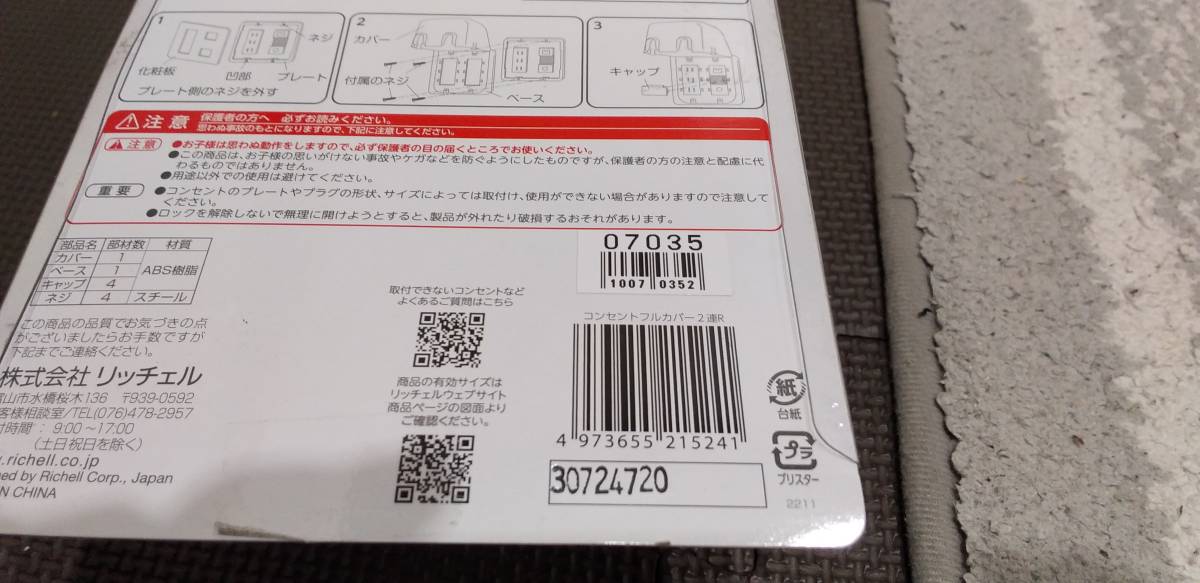 1
ネジ
化粧板
凹部
プレート
プレート側のネジを外す
2
カバー
付属のネジ
ベース
3
キャップ
注意 保護者の方へ 必ずお読みください。
思わぬ事故のもとになりますので、下記に注意してください。
注意 ●お子様は思わぬ動作をしますので、必ず保護者の目の届くところでお使いください。
●この商品は、お子様の思いがけない事故やケガなどを防ぐようにしたものですが、保護者の方の注意と配慮に代
わるものではありません。
●用途以外での使用は避けてください。
重要 ●コンセントのプレートやプラグの形状、サイズによっては取付け、使用ができない場合がありますので注意して
ください。
●ロックを解除しないで無理に開けようとすると、製品が外れたり破損するおそれがあります。
部品名 部材数 材質
カバー 1
ベース 1 ABS樹脂
キャップ 4
ネジ 4 スチール
この商品の品質でお気づきの点
がございましたらお手数ですが
下記までご連絡ください。
株式会社 リッチェル
山市水橋桜木136 〒939-0592
客様相談室/TEL(076)478-2957
付時間：9:00~17:00
(土日祝日を除く)
.richell.co.jp
ned by Richell Corp., Japan
N CHINA
取付できないコンセントなど
よくあるご質問はこちら
商品の有効サイズは
リッチェルウェブサイト
商品ページの図面より
ご確認ください。
07035
1007 0352
コンセントフルカバー2連R
4 973655 215241
30724720
紙
台紙
プラ
ブリスター
2211